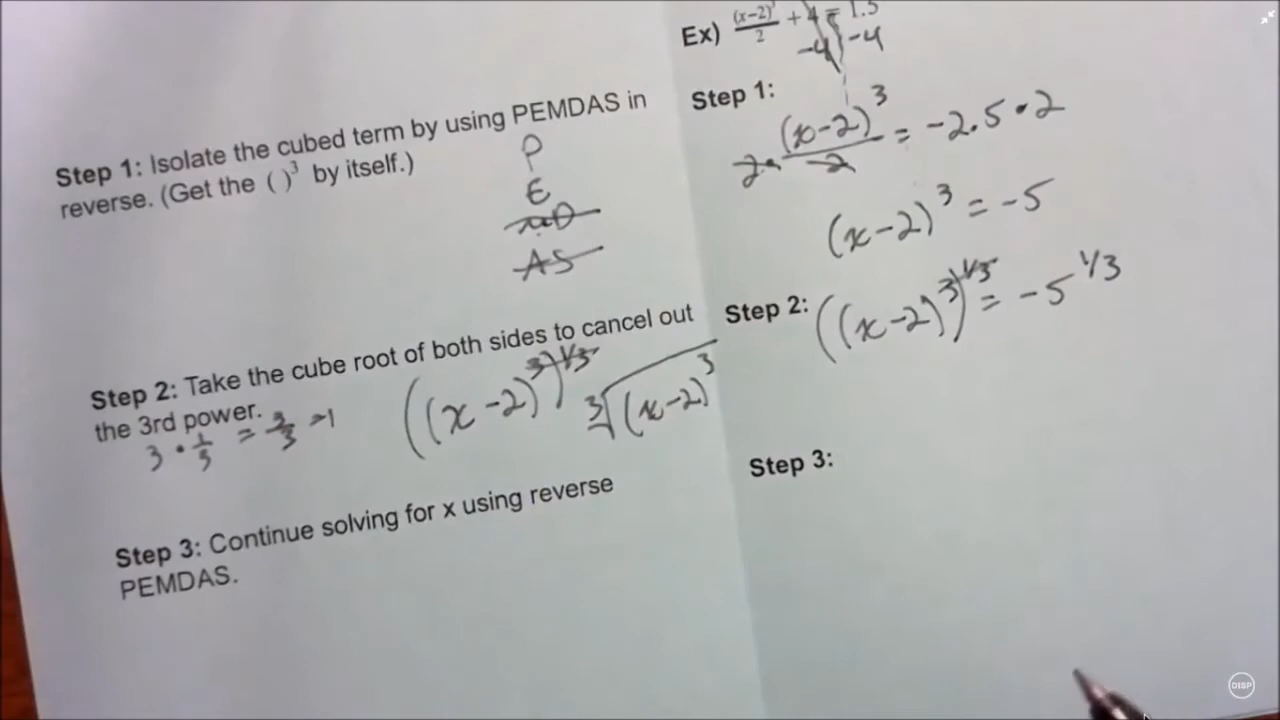 Ex) (x-2)³/2 + 4 = 1.5
-4 -4
Step 1: Isolate the cubed term by using PEMDAS in
reverse. (Get the ( )³ by itself.)
P
E
MD
AS
Step 1:
2 • (x-2)³/2 = -2.5 • 2
(x-2)³ = -5
Step 2: Take the cube root of both sides to cancel out
the 3rd power.
3 • 1/3 = 3/3 → 1
((x-2)³)^1/3
³√(x-2)³
Step 2: ((x-2)³)^1/3 = -5^1/3
Step 3: Continue solving for x using reverse
PEMDAS.
Step 3:
DISP